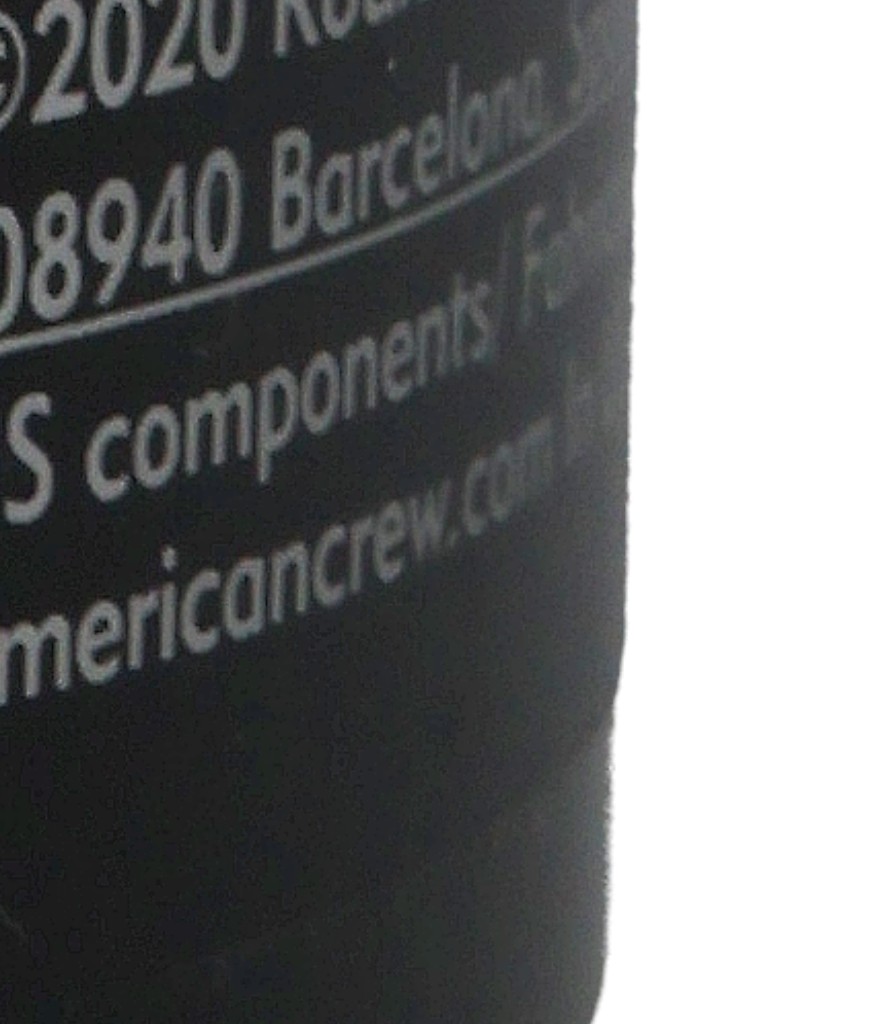 ©2020
08940 Barcelona,
S components/
mericancrew.com